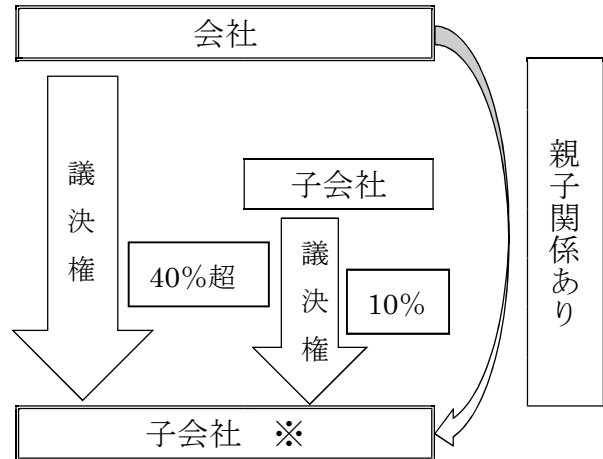 会社
議決権
子会社
40%超
議決権
10%
親子関係あり
子会社 ※